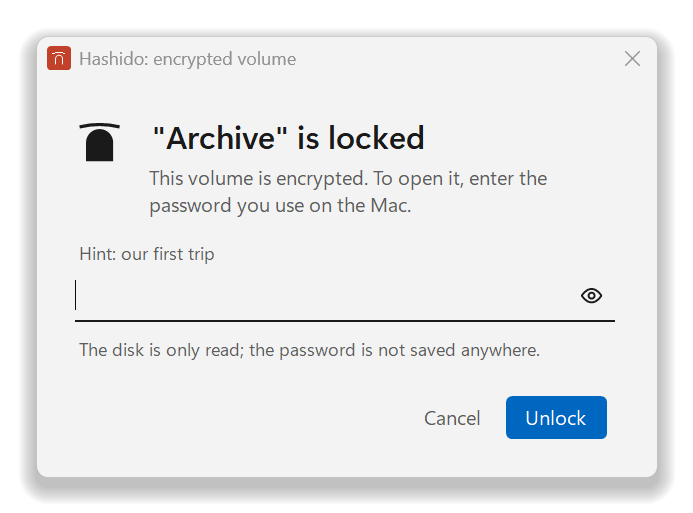 Hashido: encrypted volume
"Archive" is locked
This volume is encrypted. To open it, enter the
password you use on the Mac.
Hint: our first trip
The disk is only read; the password is not saved anywhere.
Cancel
Unlock